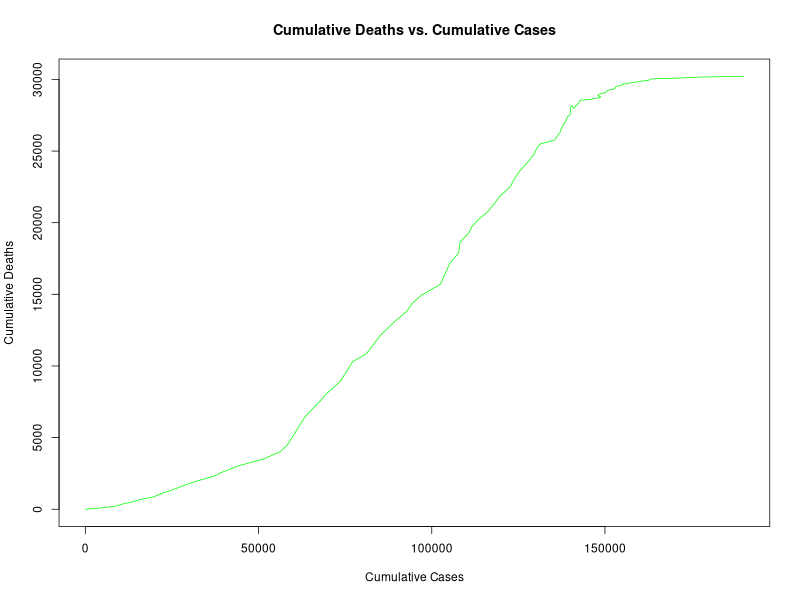 Cumulative Deaths vs. Cumulative Cases
Cumulative Deaths
30000
25000
20000
15000
10000
5000
0
0 50000 100000 150000
Cumulative Cases